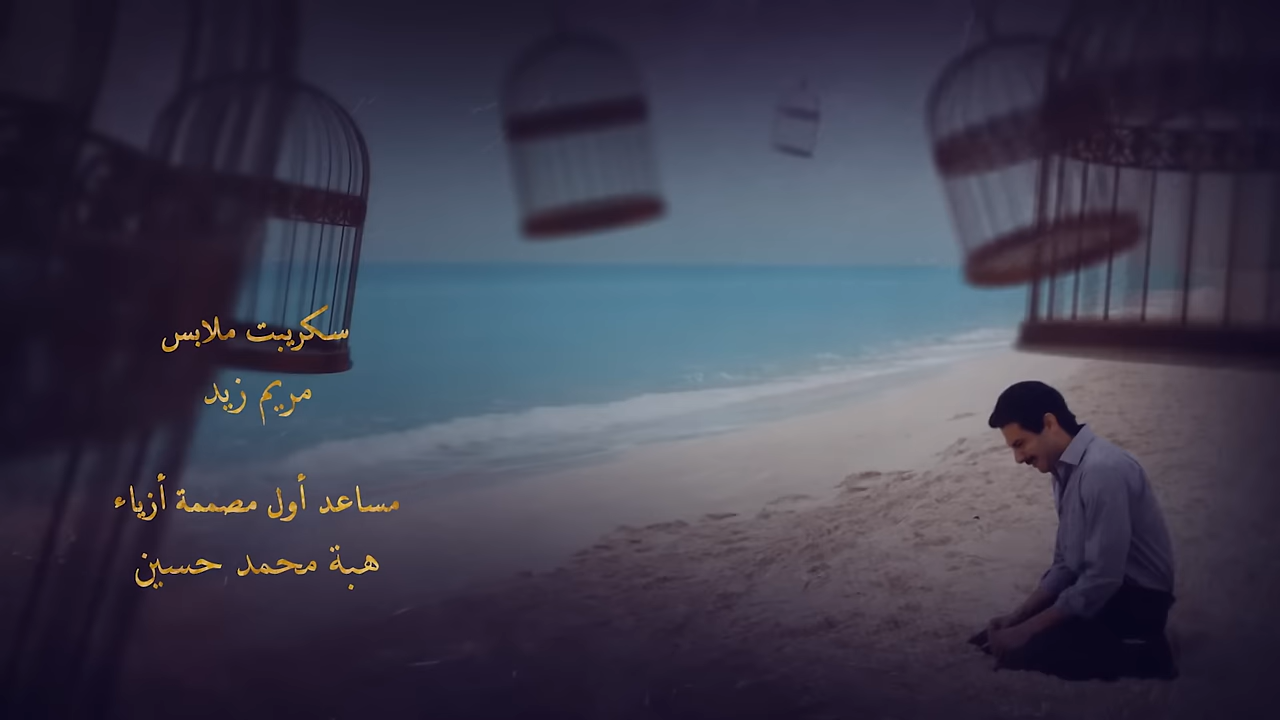 سكريبت ملابس
مريم زيد
مساعد أول مصممة أزياء
هبة محمد حسين